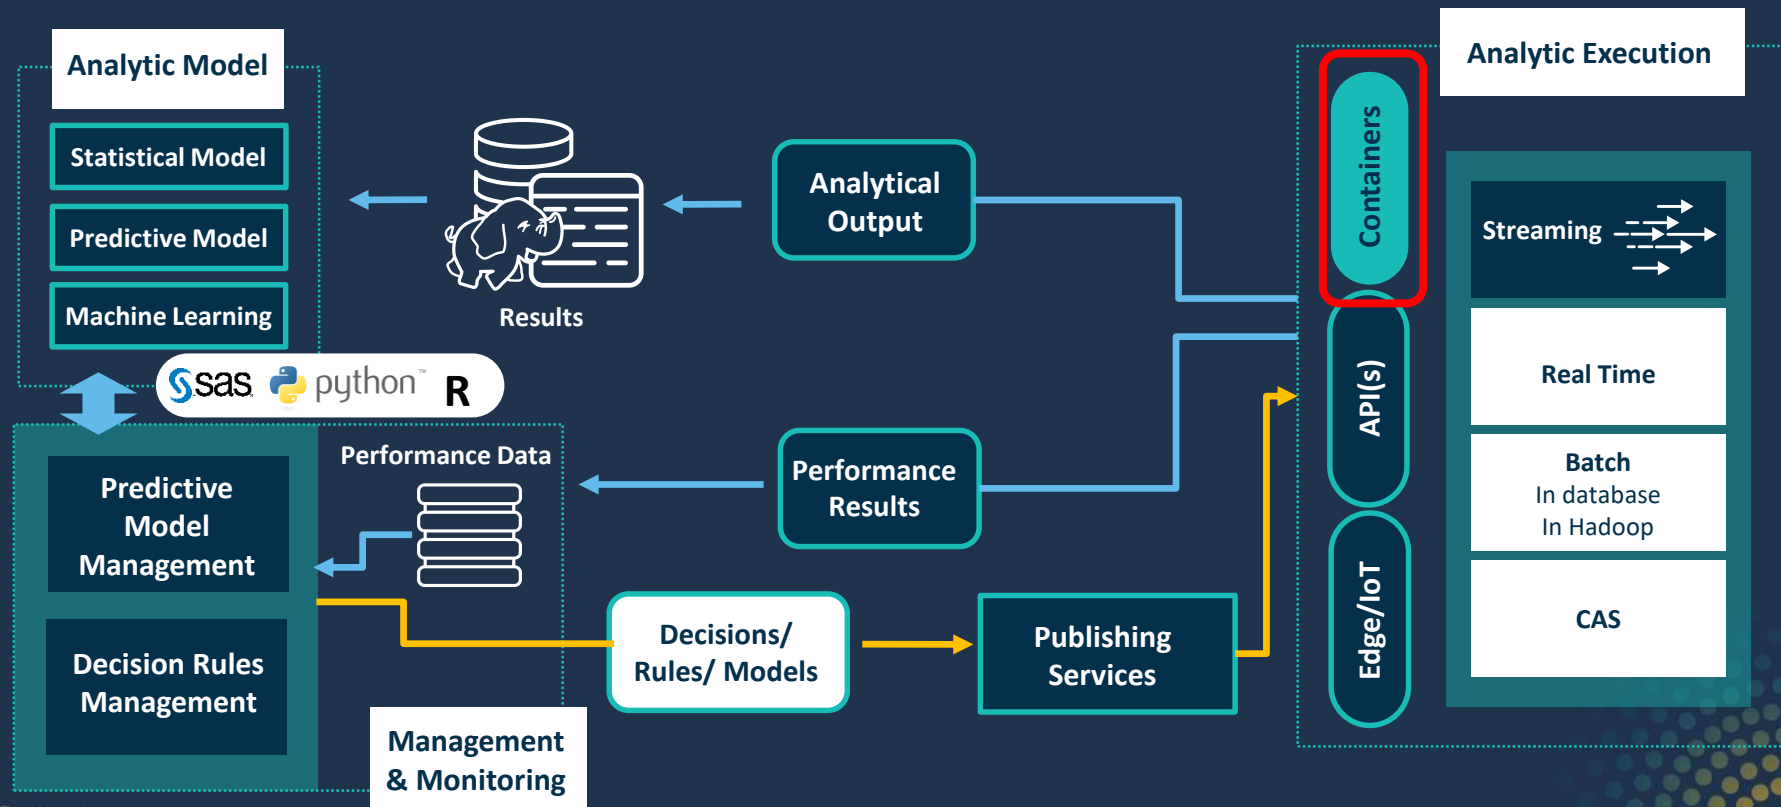 Analytic Model
Statistical Model
Predictive Model
Machine Learning
sas
python™
R
Results
Analytical
Output
Analytic Execution
Containers
API(s)
Edge/IoT
Streaming
Real Time
Batch
In database
In Hadoop
CAS
Performance Data
Predictive
Model
Management
Decision Rules
Management
Management
& Monitoring
Performance
Results
Decisions/
Rules/ Models
Publishing
Services